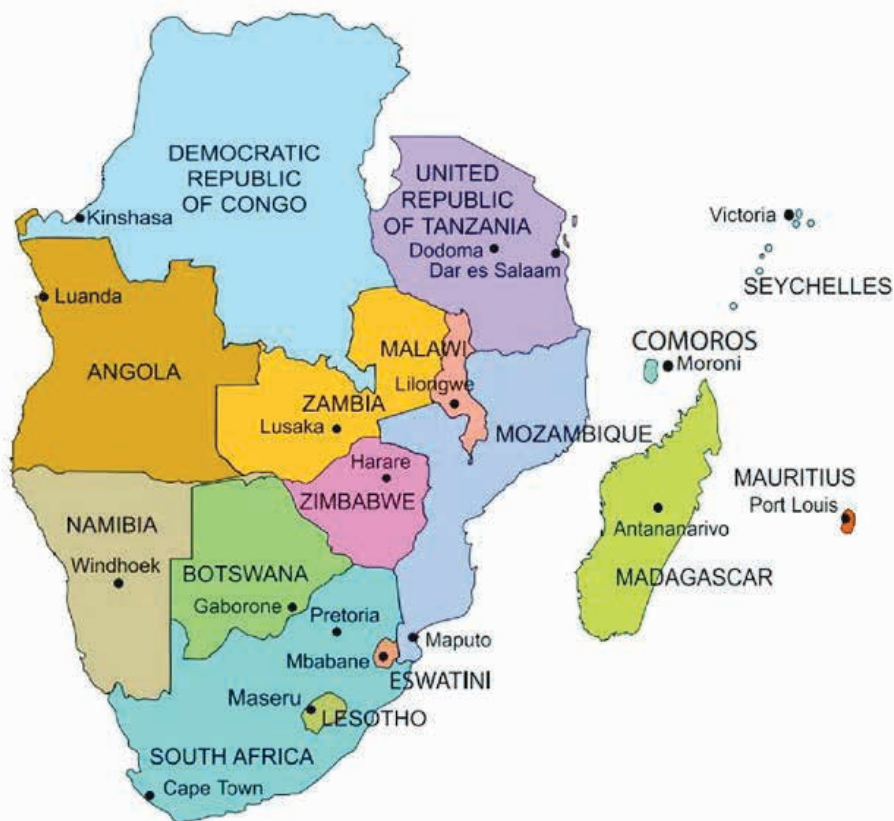 DEMOCRATIC
REPUBLIC
OF CONGO
Kinshasa
UNITED
REPUBLIC
OF TANZANIA
Dodoma
Dar es Salaam
Victoria
SEYCHELLES
Luanda
ANGOLA
MALAWI
Lilongwe
ZAMBIA
Lusaka
COMOROS
Moroni
MOZAMBIQUE
Harare
ZIMBABWE
MAURITIUS
Port Louis
Antananarivo
MADAGASCAR
NAMIBIA
Windhoek
BOTSWANA
Gaborone
Pretoria
Maputo
Mbabane
ESWATINI
Maseru
LESOTHO
SOUTH AFRICA
Cape Town